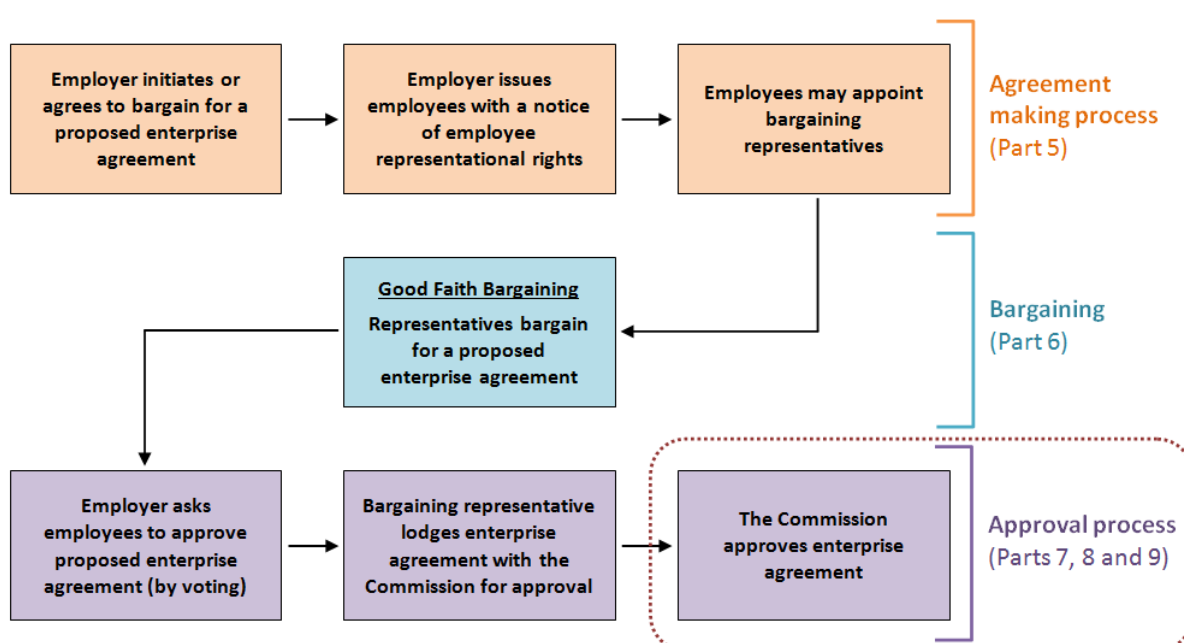 Employer initiates or
agrees to bargain for a
proposed enterprise
agreement
Employer issues
employees with a notice
of employee
representational rights
Employees may appoint
bargaining
representatives
Agreement
making process
(Part 5)
Good Faith Bargaining
Representatives bargain
for a proposed
enterprise agreement
Bargaining
(Part 6)
Employer asks
employees to approve
proposed enterprise
agreement (by voting)
Bargaining representative
lodges enterprise
agreement with the
Commission for approval
The Commission
approves enterprise
agreement
Approval process
(Parts 7, 8 and 9)